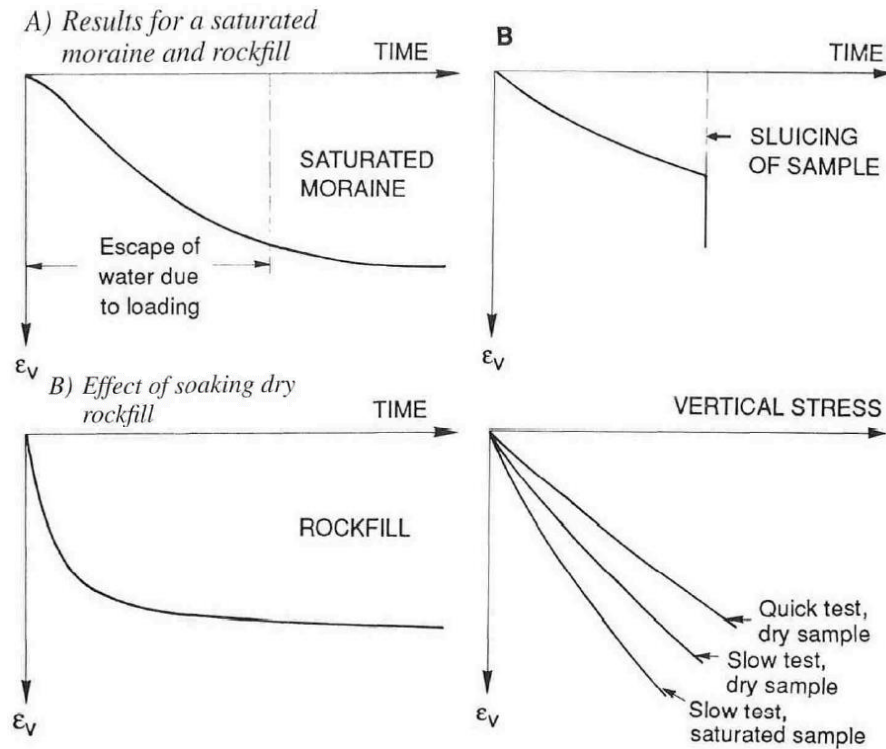 A) Results for a saturated
moraine and rockfill
TIME
SATURATED
MORAINE
Escape of
water due
to loading
εv
B
TIME
SLUICING
OF SAMPLE
εv
B) Effect of soaking dry
rockfill
TIME
ROCKFILL
εv
VERTICAL STRESS
Quick test,
dry sample
Slow test,
dry sample
Slow test,
saturated sample
εv